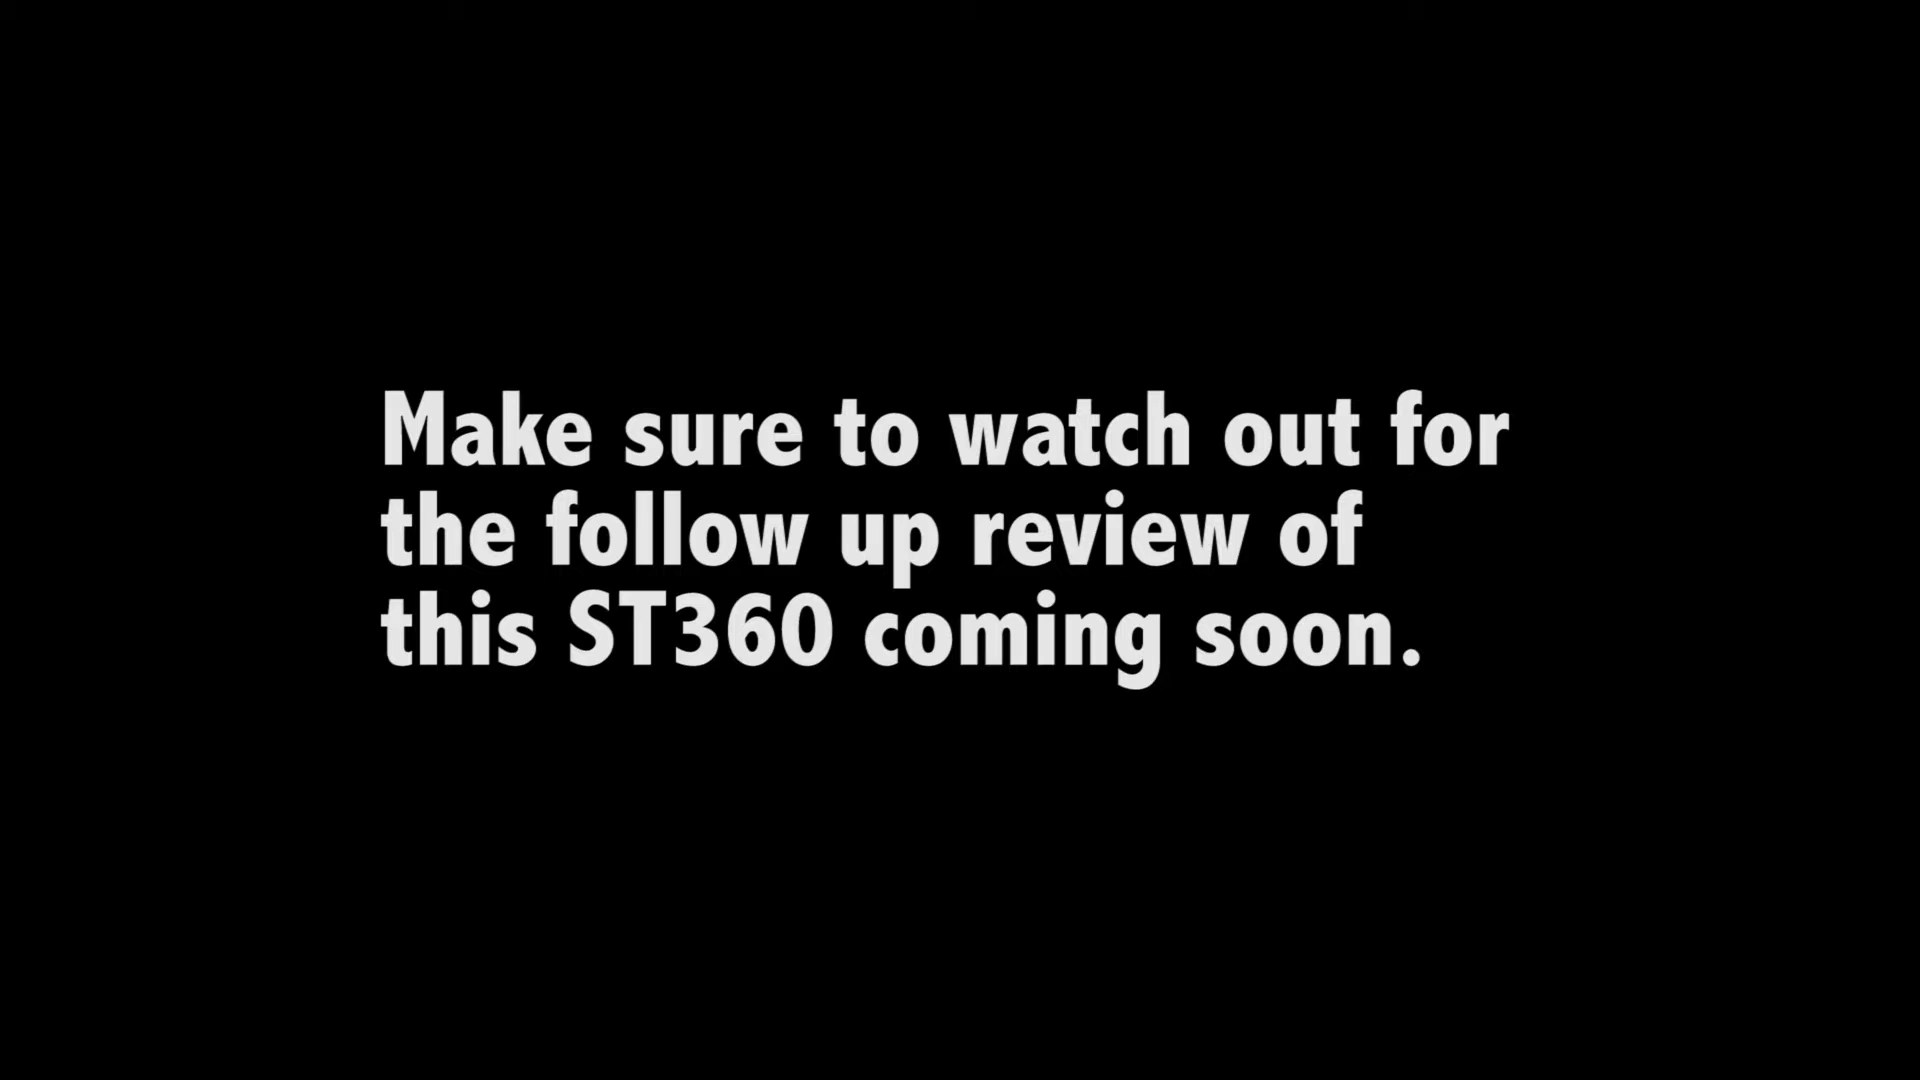 Make sure to watch out for
the follow up review of
this ST360 coming soon.